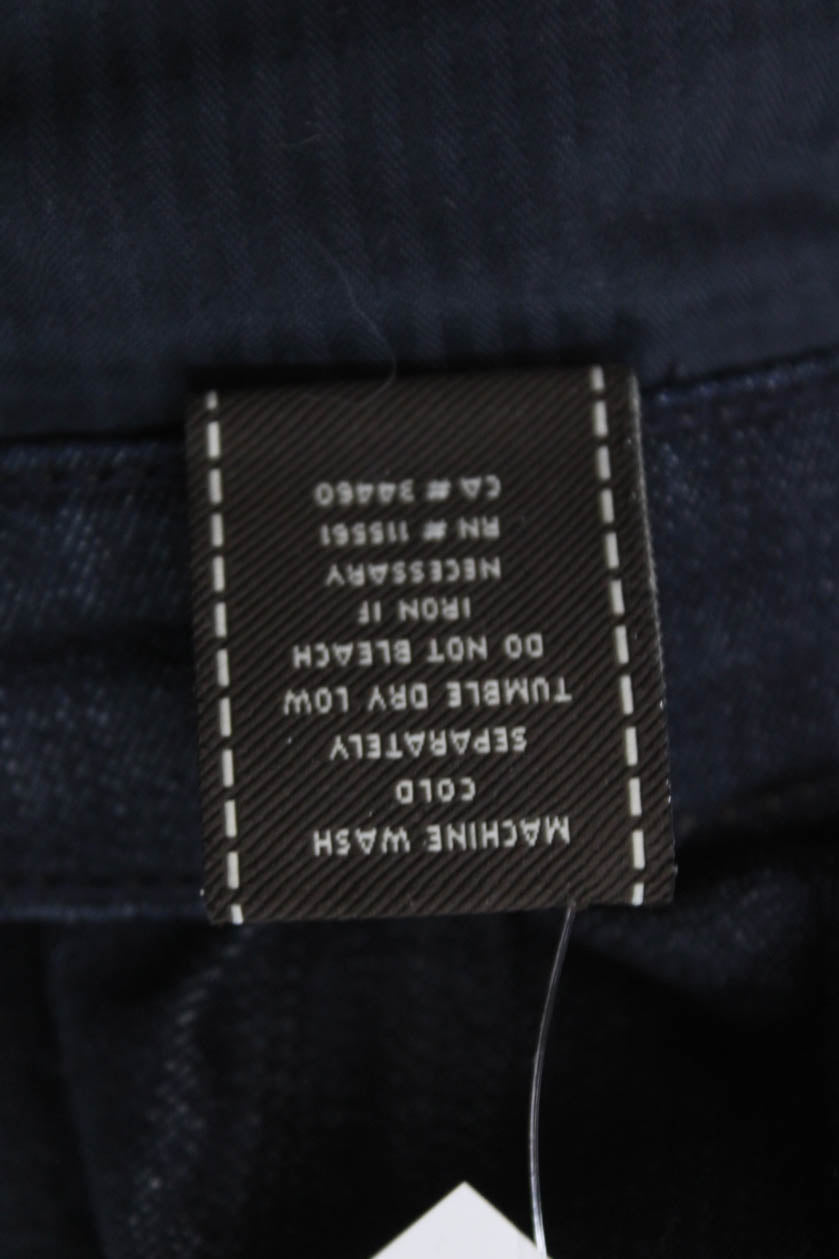 MACHINE WASH
COLD
SEPARATELY
TUMBLE DRY LOW
DO NOT BLEACH
IRON IF
NECESSARY
RN # 115561
CA # 34460